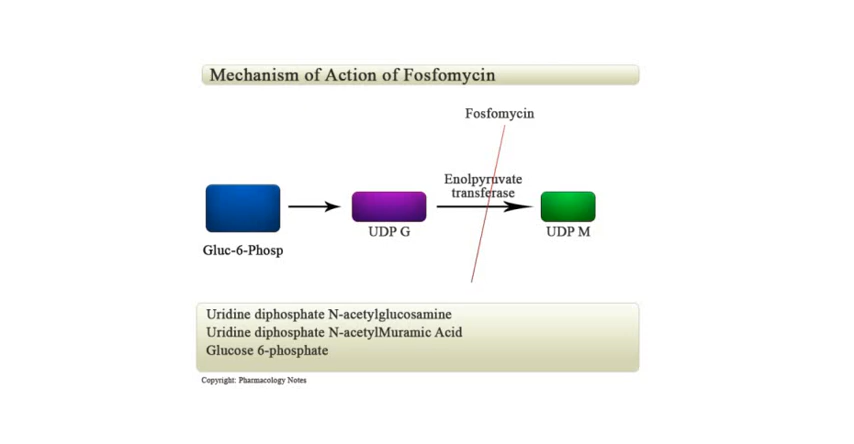 Mechanism of Action of Fosfomycin
Fosfomycin
Enolpyruvate
transferase
UDP G
UDP M
Gluc-6-Phosp
Uridine diphosphate N-acetylglucosamine
Uridine diphosphate N-acetylMuramic Acid
Glucose 6-phosphate
Copyright: Pharmacology Notes